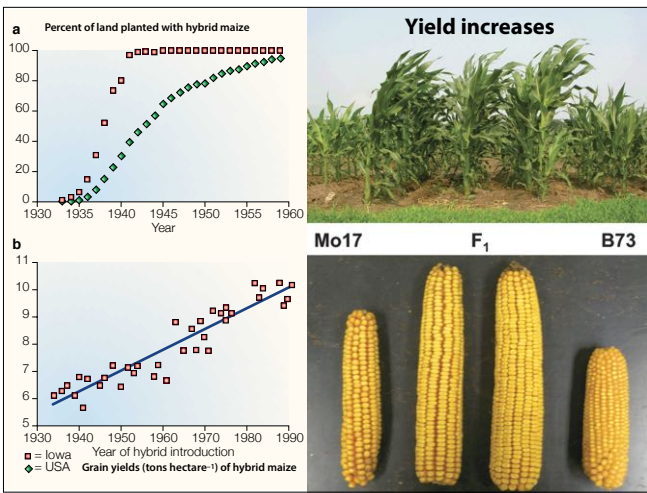 a
Percent of land planted with hybrid maize
100
80
60
40
20
0
1930 1935 1940 1945 1950 1955 1960
Year
b
11
10
9
8
7
6
5
1930 1940 1950 1960 1970 1980 1990
Year of hybrid introduction
= Iowa
= USA
Grain yields (tons hectare⁻¹) of hybrid maize
Yield increases
Mo17 F₁ B73